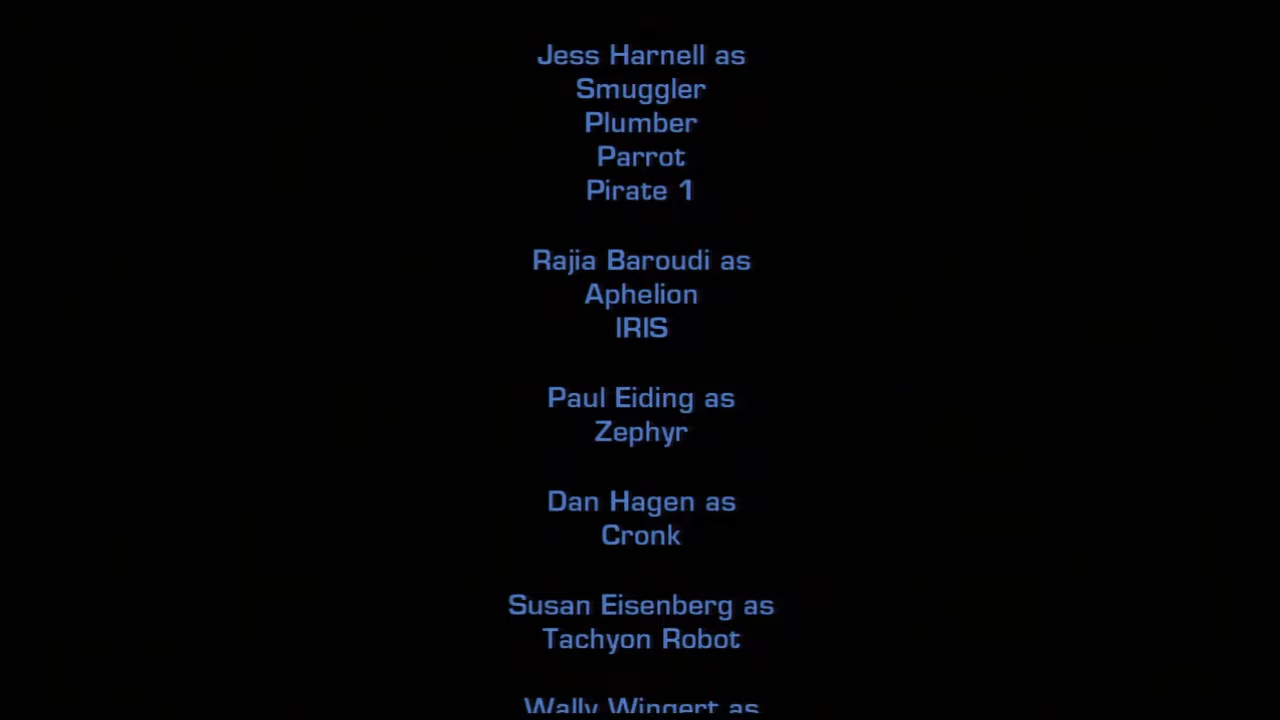 Jess Harnell as
Smuggler
Plumber
Parrot
Pirate 1
Rajia Baroudi as
Aphelion
IRIS
Paul Eiding as
Zephyr
Dan Hagen as
Cronk
Susan Eisenberg as
Tachyon Robot
Wally Wingert as